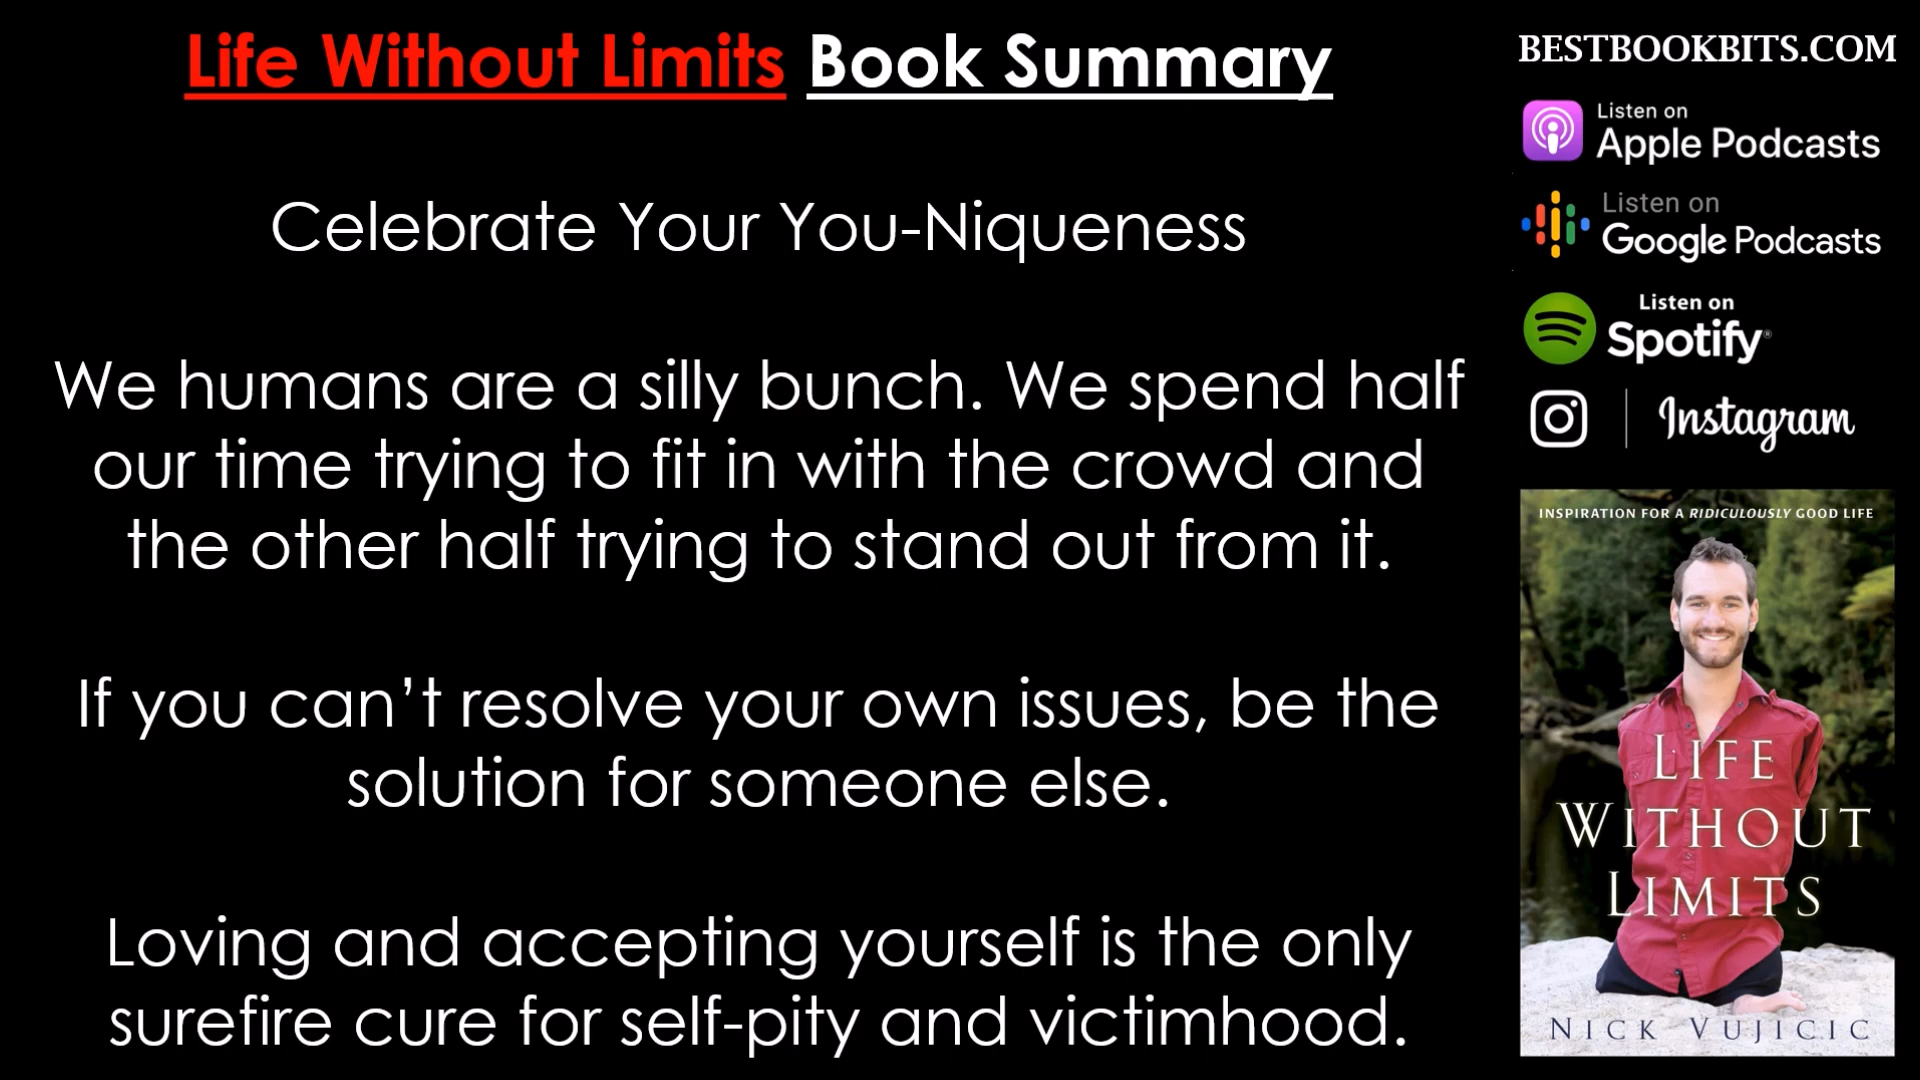 Life Without Limits Book Summary
Celebrate Your You-Niqueness
We humans are a silly bunch. We spend half
our time trying to fit in with the crowd and
the other half trying to stand out from it.
If you can’t resolve your own issues, be the
solution for someone else.
Loving and accepting yourself is the only
surefire cure for self-pity and victimhood.
BESTBOOKBITS.COM
Listen on
Apple Podcasts
Listen on
Google Podcasts
Listen on
Spotify®
Instagram
INSPIRATION FOR A RIDICULOUSLY GOOD LIFE
LIFE
WITHOUT
LIMITS
NICK VUJICIC